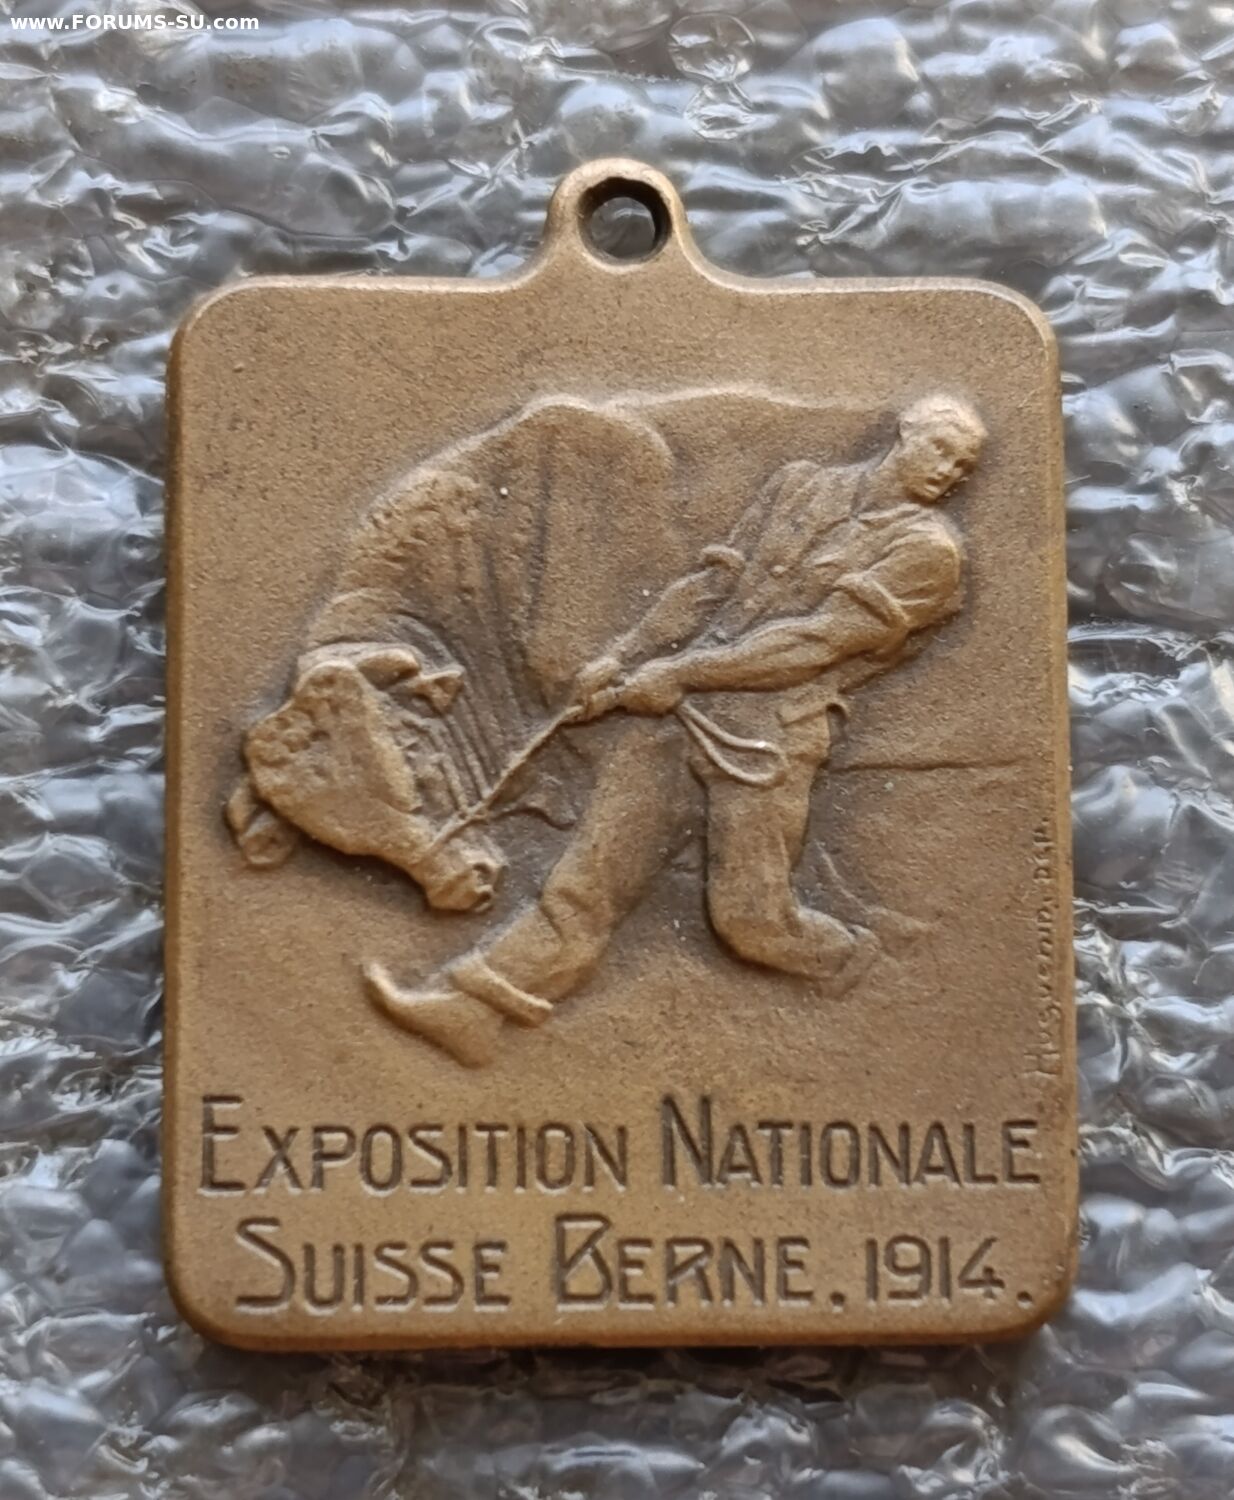 www.FORUMS-SU.com
EXPOSITION NATIONALE
SUISSE BERNE. 1914.